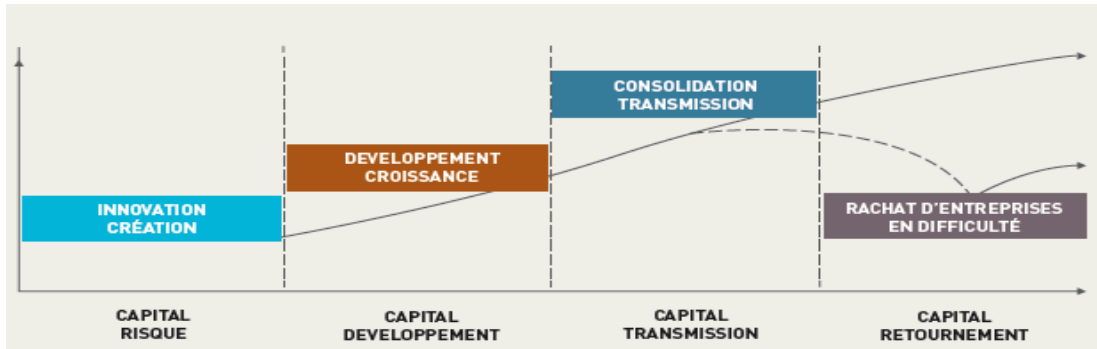 CONSOLIDATION
TRANSMISSION
DEVELOPPEMENT
CROISSANCE
INNOVATION
CRÉATION
RACHAT D'ENTREPRISES
EN DIFFICULTÉ
CAPITAL
RISQUE
CAPITAL
DEVELOPPEMENT
CAPITAL
TRANSMISSION
CAPITAL
RETOURNEMENT